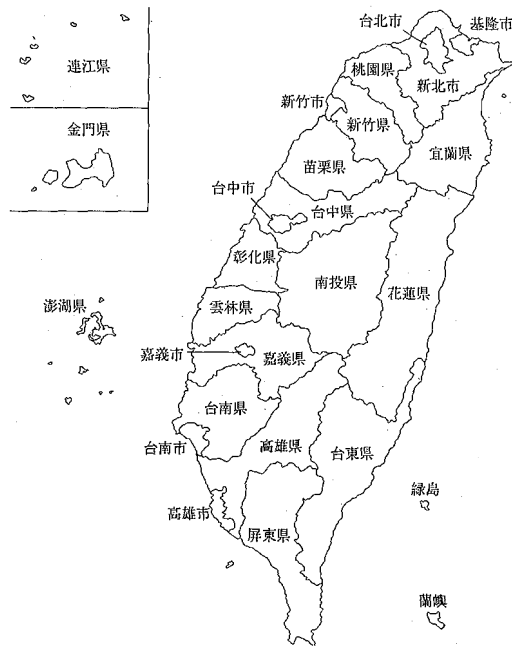 連江県
金門県
台北市
基隆市
桃園県
新北市
新竹市
新竹県
宜蘭県
苗栗県
台中市
台中県
彰化県
南投県
花蓮県
澎湖県
雲林県
嘉義市
嘉義県
台南県
台南市
高雄県
台東県
緑島
高雄市
屏東県
蘭嶼